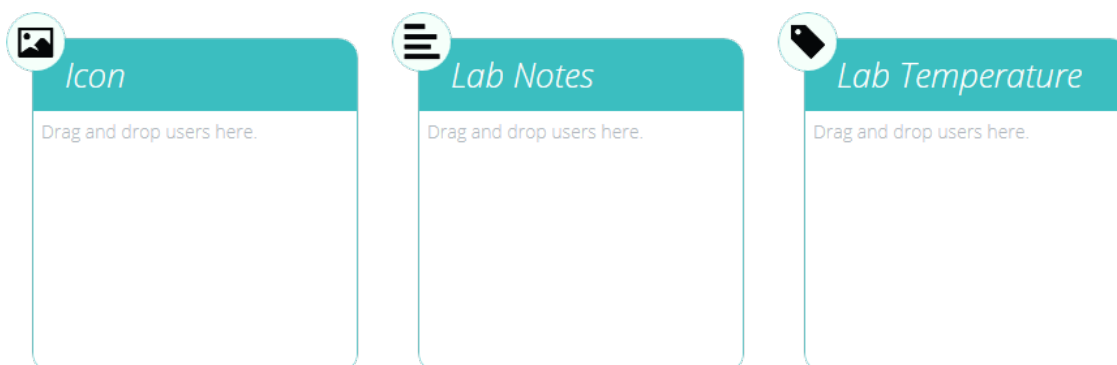 Icon
Lab Notes
Lab Temperature
Drag and drop users here.
Drag and drop users here.
Drag and drop users here.